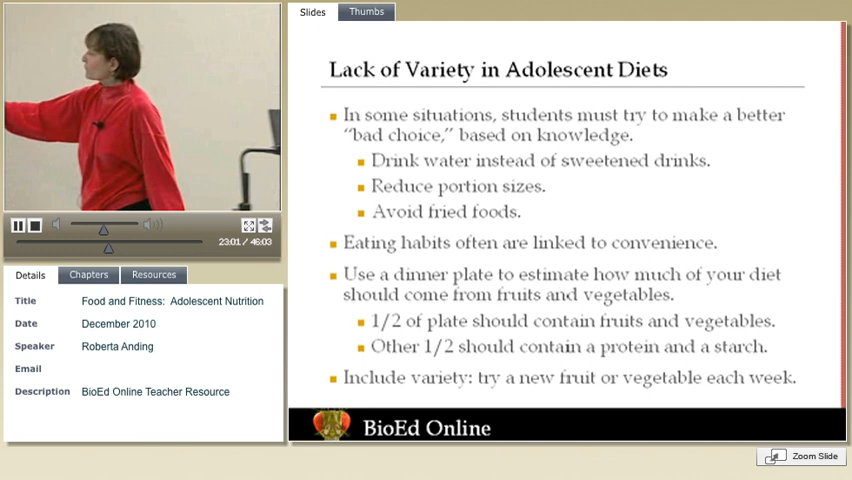 Slides Thumbs
Lack of Variety in Adolescent Diets
In some situations, students must try to make a better
“bad choice,” based on knowledge.
Drink water instead of sweetened drinks.
Reduce portion sizes.
Avoid fried foods.
Eating habits often are linked to convenience.
Use a dinner plate to estimate how much of your diet
should come from fruits and vegetables.
1/2 of plate should contain fruits and vegetables.
Other 1/2 should contain a protein and a starch.
Include variety: try a new fruit or vegetable each week.
BioEd Online
Zoom Slide
23:01 / 46:03
Details Chapters Resources
Title Food and Fitness: Adolescent Nutrition
Date December 2010
Speaker Roberta Anding
Email
Description BioEd Online Teacher Resource